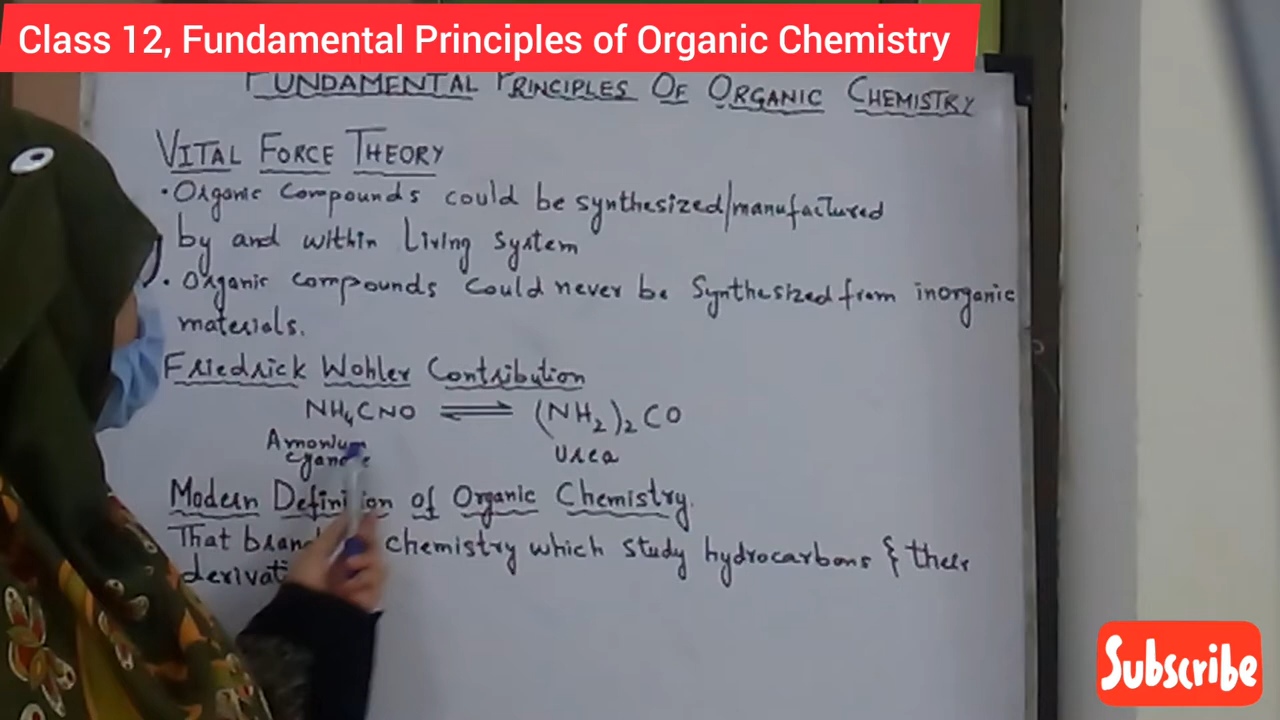 Class 12, Fundamental Principles of Organic Chemistry
FUNDAMENTAL PRINCIPLES OF ORGANIC CHEMISTRY
VITAL FORCE THEORY
• Organic Compounds could be synthesized/manufactured
by and within Living System
• Organic compounds could never be Synthesized from inorganic
materials.
Friedrick Wohler Contribution
NH₄CNO ⇌ (NH₂)₂CO
Urea
Modern Definition of Organic Chemistry.
That chemistry which study hydrocarbons & their
Subscribe